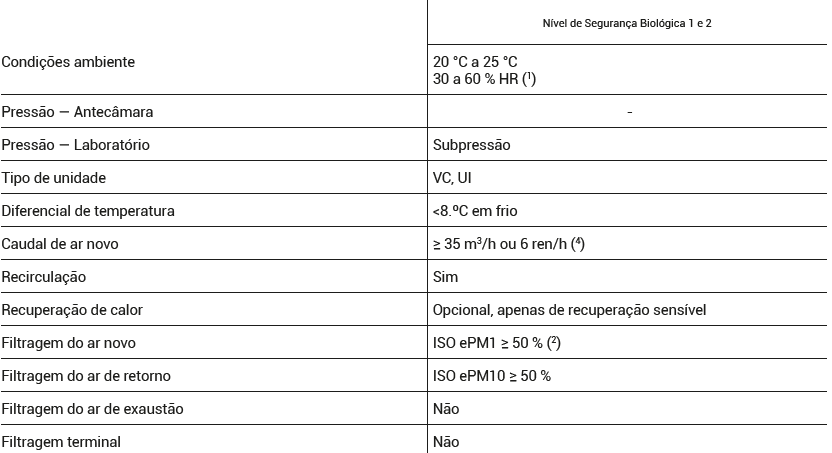 Nível de Segurança Biológica 1 e 2
Condições ambiente
20 °C a 25 °C
30 a 60 % HR (¹)
Pressão — Antecâmara
-
Pressão — Laboratório
Subpressão
Tipo de unidade
VC, UI
Diferencial de temperatura
<8.ºC em frio
Caudal de ar novo
≥ 35 m³/h ou 6 ren/h (⁴)
Recirculação
Sim
Recuperação de calor
Opcional, apenas de recuperação sensível
Filtragem do ar novo
ISO ePM1 ≥ 50 % (²)
Filtragem do ar de retorno
ISO ePM10 ≥ 50 %
Filtragem do ar de exaustão
Não
Filtragem terminal
Não